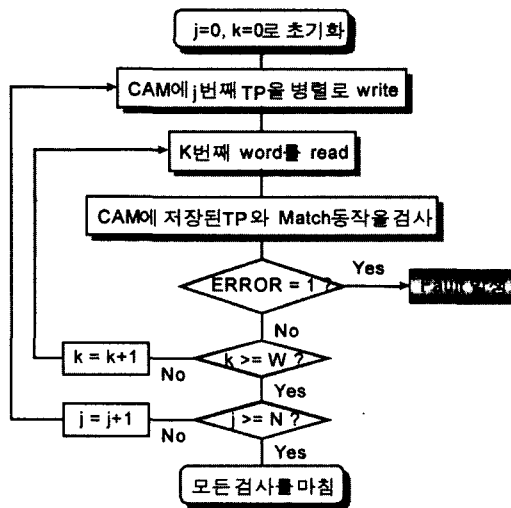 j=0, k=0로 초기화
CAM에 j번째 TP을 병렬로 write
K번째 word를 read
CAM에 저장된TP와 Match동작을 검사
ERROR = 1 ?
Yes
No
k = k+1
No
k >= W ?
Yes
j = j+1
No
j >= N ?
Yes
모든 검사를 마침